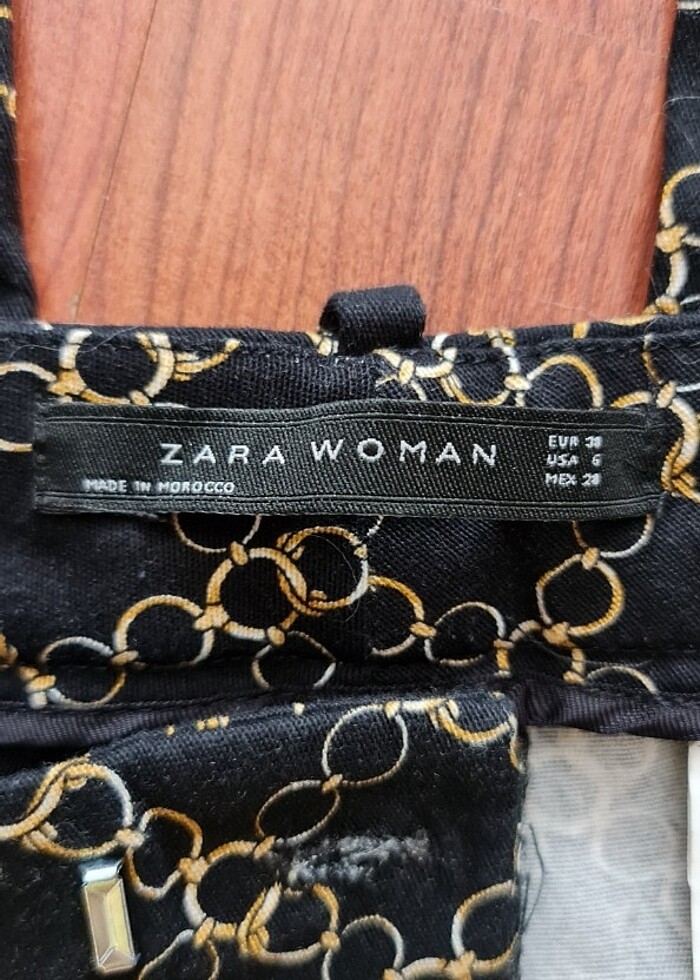 ZARA WOMAN
MADE IN MOROCCO
EUR 38
USA 6
MEX 28